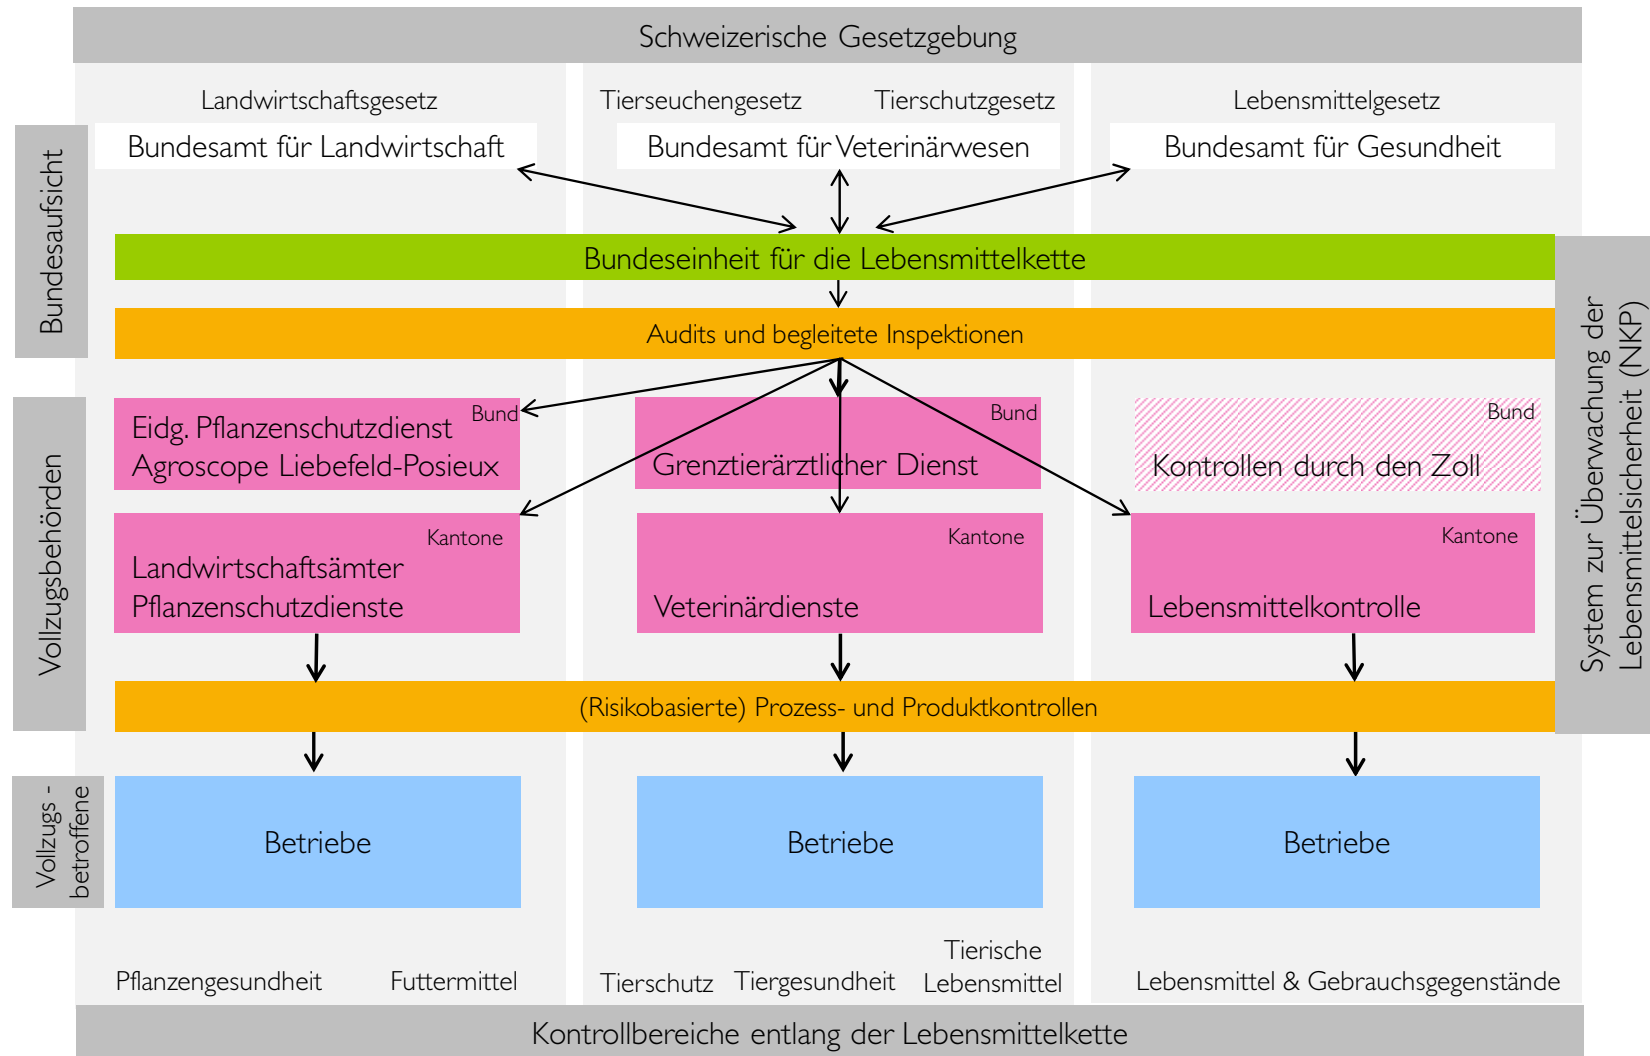 Schweizerische Gesetzgebung
Landwirtschaftsgesetz
Tierseuchengesetz
Tierschutzgesetz
Lebensmittelgesetz
Bundesaufsicht
Bundesamt für Landwirtschaft
Bundesamt für Veterinärwesen
Bundesamt für Gesundheit
Bundeseinheit für die Lebensmittelkette
Audits und begleitete Inspektionen
System zur Überwachung der
Lebensmittelsicherheit (NKP)
Vollzugsbehörden
Bund
Eidg. Pflanzenschutzdienst
Agroscope Liebefeld-Posieux
Bund
Grenztierärztlicher Dienst
Bund
Kontrollen durch den Zoll
Kantone
Landwirtschaftsämter
Pflanzenschutzdienste
Kantone
Veterinärdienste
Kantone
Lebensmittelkontrolle
(Risikobasierte) Prozess- und Produktkontrollen
Vollzugs -
betroffene
Betriebe
Betriebe
Betriebe
Pflanzengesundheit
Futtermittel
Tierschutz
Tiergesundheit
Tierische
Lebensmittel
Lebensmittel & Gebrauchsgegenstände
Kontrollbereiche entlang der Lebensmittelkette